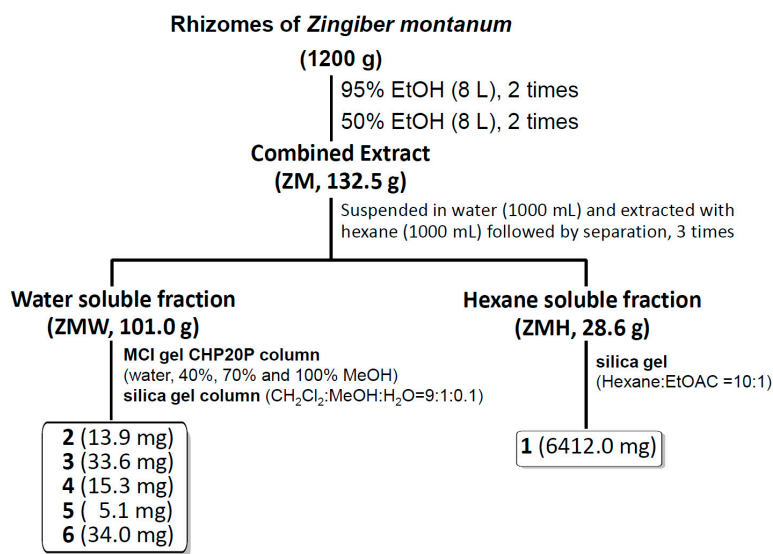 Rhizomes of Zingiber montanum
(1200 g)
95% EtOH (8 L), 2 times
50% EtOH (8 L), 2 times
Combined Extract
(ZM, 132.5 g)
Suspended in water (1000 mL) and extracted with
hexane (1000 mL) followed by separation, 3 times
Water soluble fraction
(ZMW, 101.0 g)
MCI gel CHP20P column
(water, 40%, 70% and 100% MeOH)
silica gel column (CH₂Cl₂:MeOH:H₂O=9:1:0.1)
2 (13.9 mg)
3 (33.6 mg)
4 (15.3 mg)
5 (  5.1 mg)
6 (34.0 mg)
Hexane soluble fraction
(ZMH, 28.6 g)
silica gel
(Hexane:EtOAC =10:1)
1 (6412.0 mg)